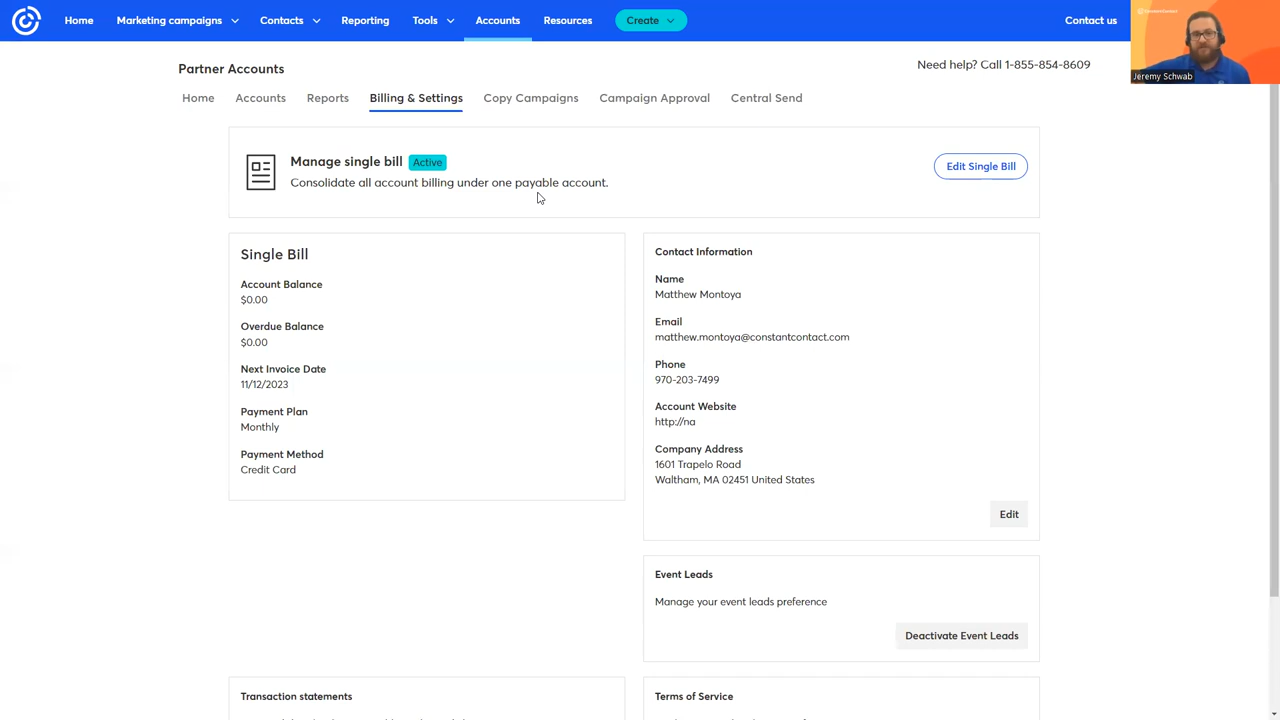 Home
Marketing campaigns
Contacts
Reporting
Tools
Accounts
Resources
Create
Contact us
Jeremy Schwab
Partner Accounts
Need help? Call 1-855-854-8609
Home
Accounts
Reports
Billing & Settings
Copy Campaigns
Campaign Approval
Central Send
Manage single bill Active
Consolidate all account billing under one payable account.
Edit Single Bill
Single Bill
Account Balance
$0.00
Overdue Balance
$0.00
Next Invoice Date
11/12/2023
Payment Plan
Monthly
Payment Method
Credit Card
Contact Information
Name
Matthew Montoya
Email
matthew.montoya@constantcontact.com
Phone
970-203-7499
Account Website
http://na
Company Address
1601 Trapelo Road
Waltham, MA 02451 United States
Edit
Event Leads
Manage your event leads preference
Deactivate Event Leads
Transaction statements
Terms of Service